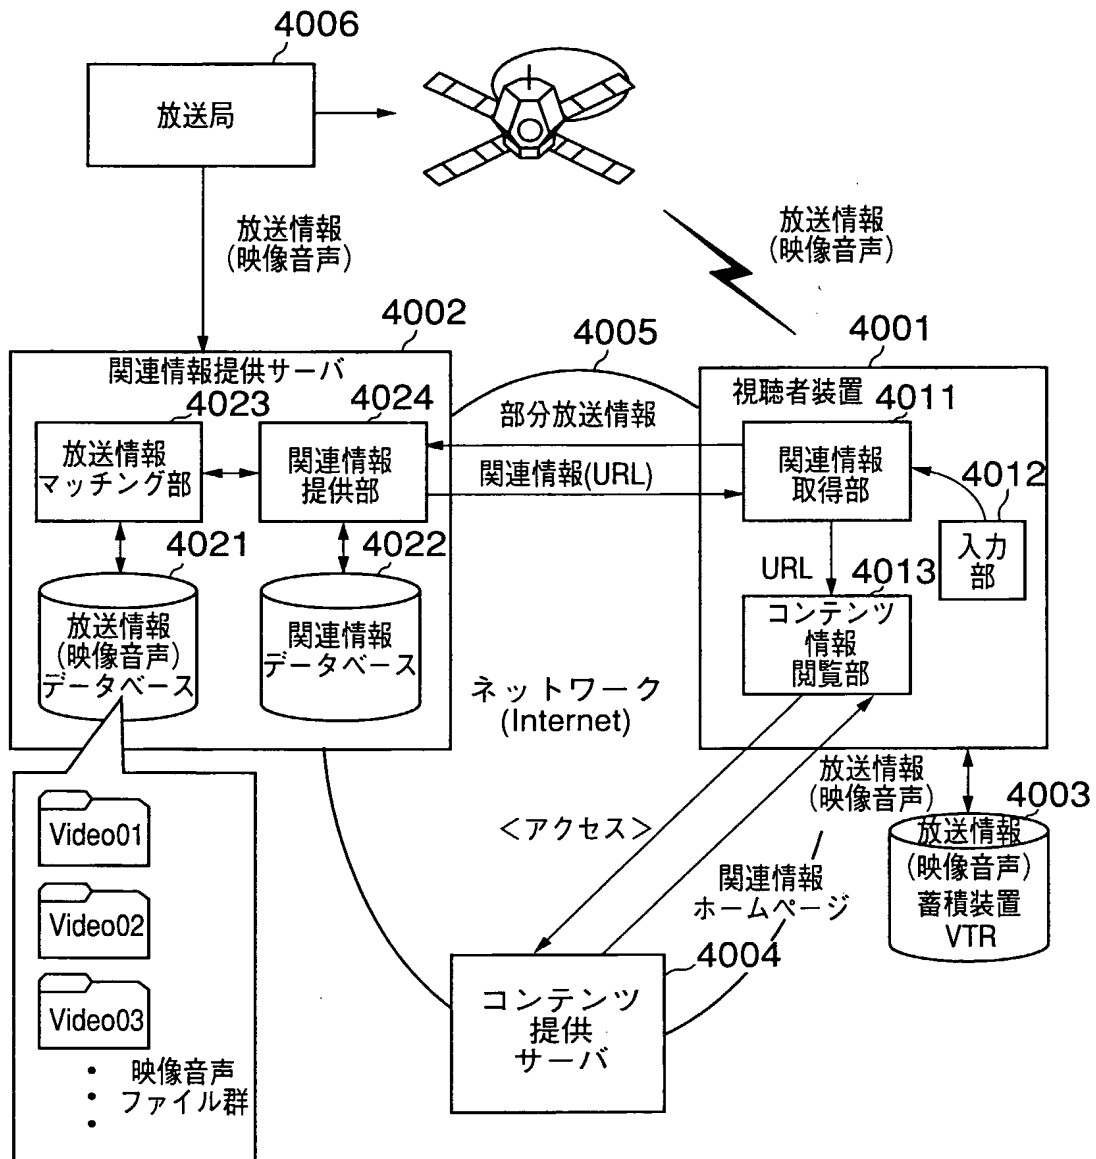 4006
放送局
放送情報
(映像音声)
放送情報
(映像音声)
4002
関連情報提供サーバ
4023
放送情報
マッチング部
4024
関連情報
提供部
4021
放送情報
(映像音声)
データベース
4022
関連情報
データベース
4005
部分放送情報
関連情報(URL)
4001
視聴者装置
4011
関連情報
取得部
4012
入力
部
URL
4013
コンテンツ
情報
閲覧部
ネットワーク
(Internet)
<アクセス>
放送情報
(映像音声)
4003
放送情報
(映像音声)
蓄積装置
VTR
関連情報
ホームページ
4004
コンテンツ
提供
サーバ
Video01
Video02
Video03
映像音声
ファイル群